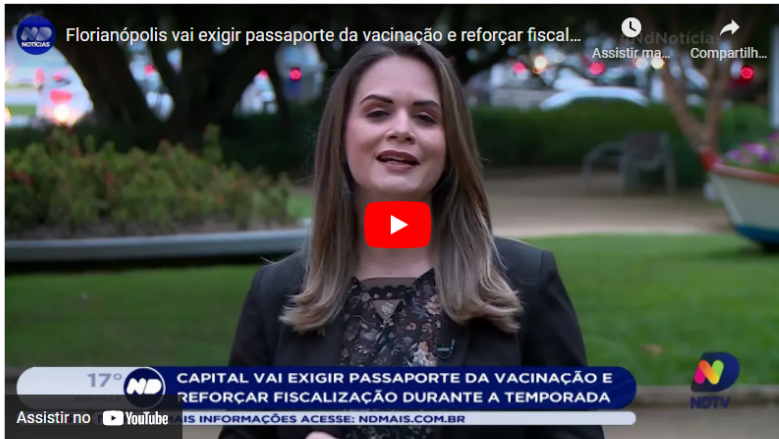 ND
NOTÍCIAS
Florianópolis vai exigir passaporte da vacinação e reforçar fiscal...
#NdNotícia
Assistir ma...
Compartilh...
17°
ND
CAPITAL VAI EXIGIR PASSAPORTE DA VACINAÇÃO E
REFORÇAR FISCALIZAÇÃO DURANTE A TEMPORADA
NDTV
Assistir no YouTube
MAIS INFORMAÇÕES ACESSE: NDMAIS.COM.BR